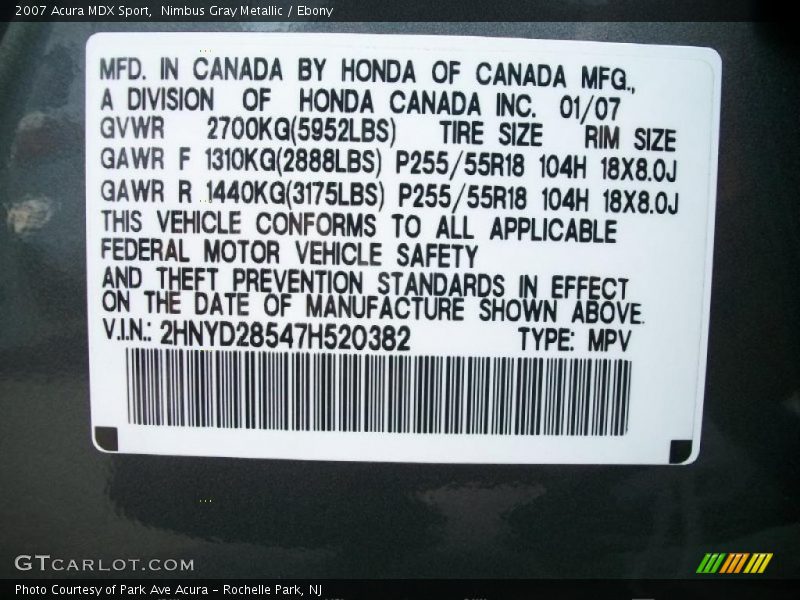 2007 Acura MDX Sport,  Nimbus Gray Metallic / Ebony
MFD. IN CANADA BY HONDA OF CANADA MFG.,
A DIVISION OF HONDA CANADA INC. 01/07
GVWR 2700KG(5952LBS) TIRE SIZE RIM SIZE
GAWR F 1310KG(2888LBS) P255/55R18 104H 18X8.0J
GAWR R 1440KG(3175LBS) P255/55R18 104H 18X8.0J
THIS VEHICLE CONFORMS TO ALL APPLICABLE
FEDERAL MOTOR VEHICLE SAFETY
AND THEFT PREVENTION STANDARDS IN EFFECT
ON THE DATE OF MANUFACTURE SHOWN ABOVE.
V.I.N.: 2HNYD28547H520382 TYPE: MPV
GTCARLOT.COM
Photo Courtesy of Park Ave Acura - Rochelle Park, NJ